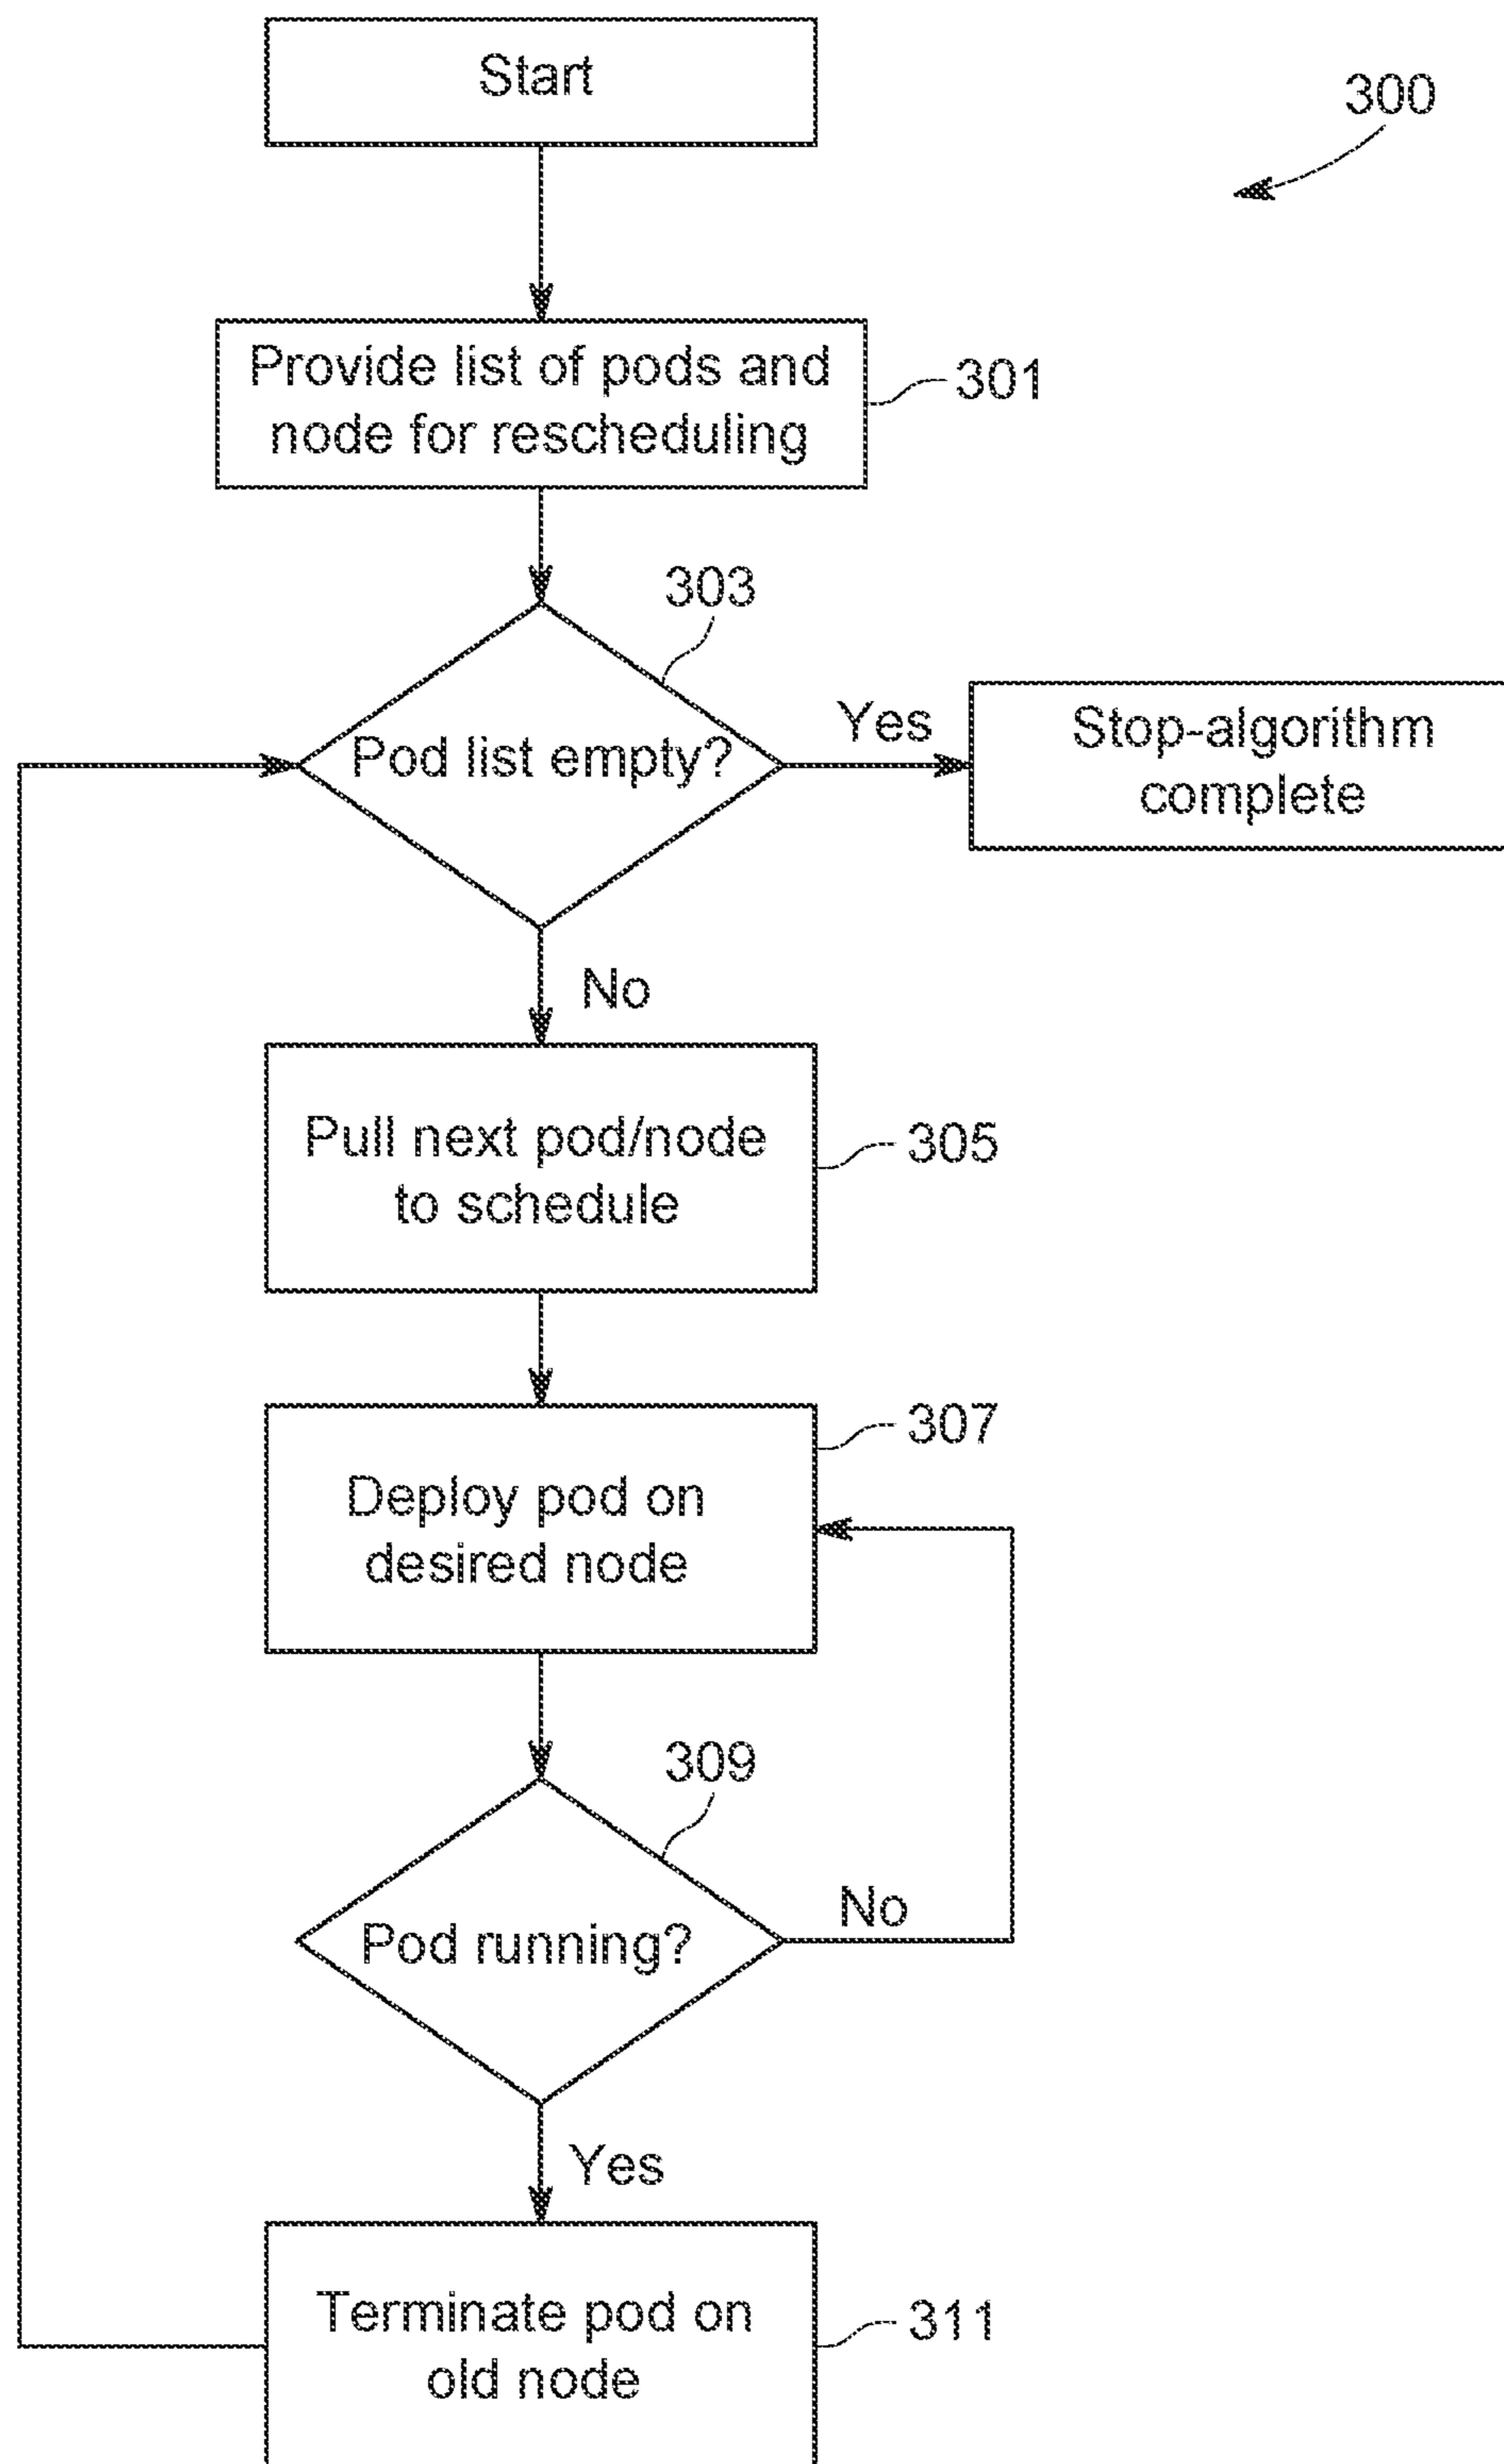 Start
300
Provide list of pods and
node for rescheduling
301
303
Pod list empty?
Yes
Stop-algorithm
complete
No
Pull next pod/node
to schedule
305
307
Deploy pod on
desired node
309
Pod running?
No
Yes
Terminate pod on
old node
311